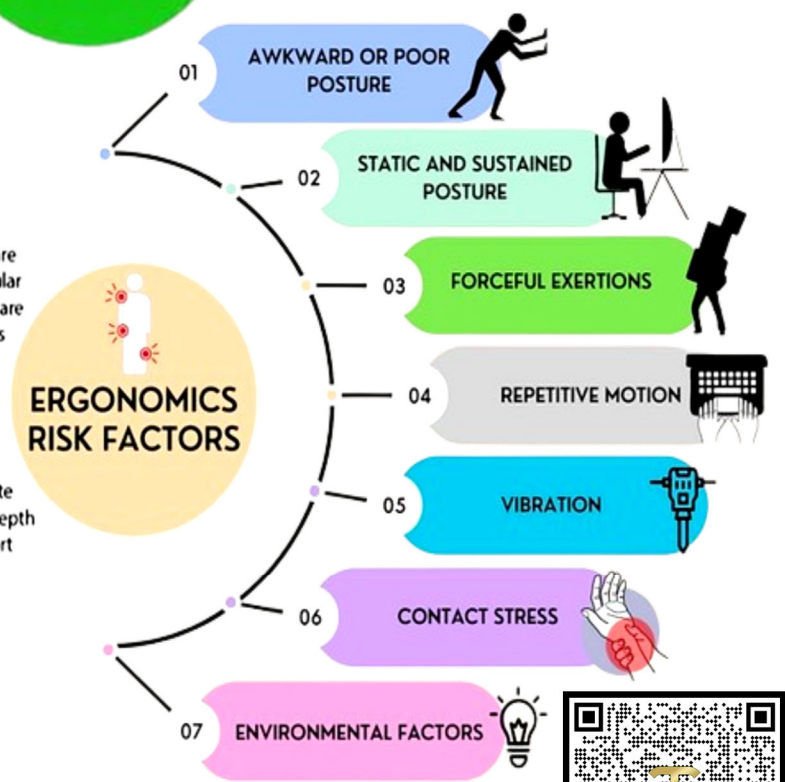 01
AWKWARD OR POOR
POSTURE
02
STATIC AND SUSTAINED
POSTURE
03
FORCEFUL EXERTIONS
ERGONOMICS
RISK FACTORS
04
REPETITIVE MOTION
05
VIBRATION
06
CONTACT STRESS
07
ENVIRONMENTAL FACTORS
are